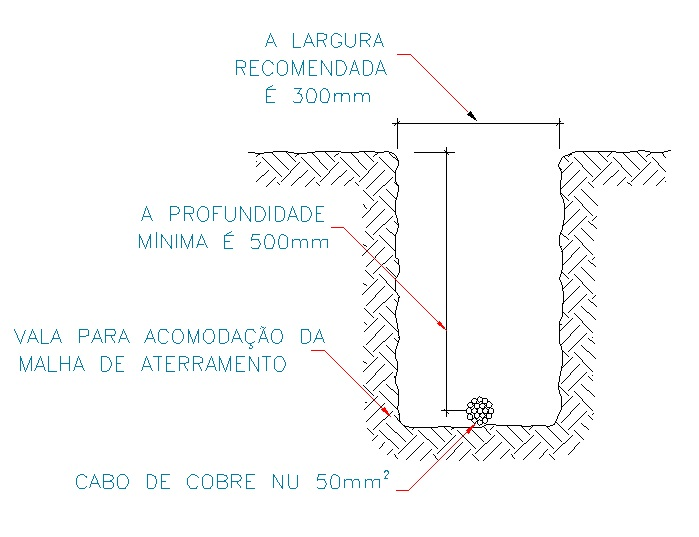 A LARGURA
RECOMENDADA
É 300mm
A PROFUNDIDADE
MÍNIMA É 500mm
VALA PARA ACOMODAÇÃO DA
MALHA DE ATERRAMENTO
CABO DE COBRE NU 50mm²